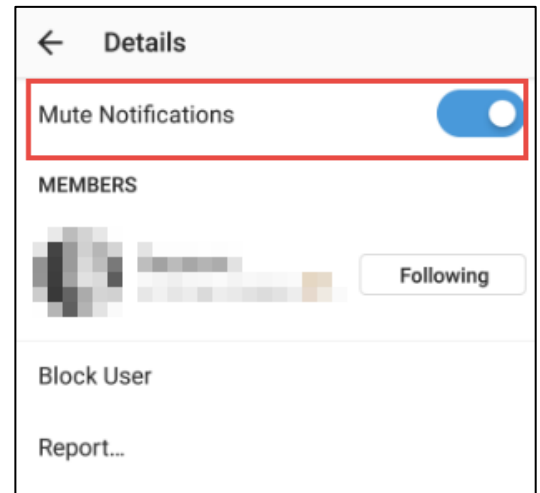 Details
Mute Notifications
MEMBERS
Following
Block User
Report...